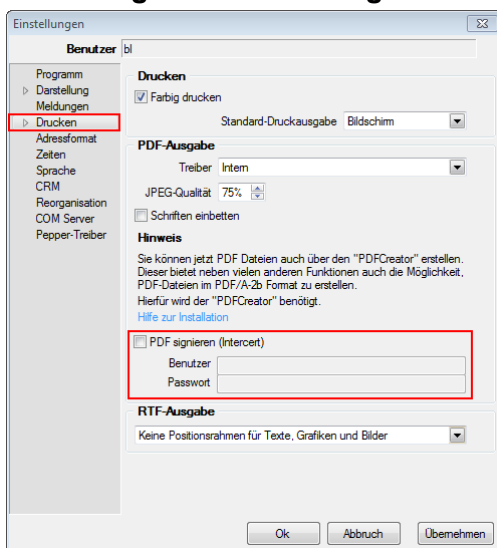 Einstellungen
Benutzer bl
Programm
Darstellung
Meldungen
Drucken
Adressformat
Zeiten
Sprache
CRM
Reorganisation
COM Server
Pepper-Treiber
Drucken
Farbig drucken
Standard-Druckausgabe Bildschirm
PDF-Ausgabe
Treiber Intern
JPEG-Qualität 75%
Schriften einbetten
Hinweis
Sie können jetzt PDF Dateien auch über den "PDFCreator" erstellen.
Dieser bietet neben vielen anderen Funktionen auch die Möglichkeit,
PDF-Dateien im PDF/A-2b Format zu erstellen.
Hierfür wird der "PDFCreator" benötigt.
Hilfe zur Installation
PDF signieren (Intercert)
Benutzer
Passwort
RTF-Ausgabe
Keine Positionsrahmen für Texte, Grafiken und Bilder
Ok Abbruch Übernehmen